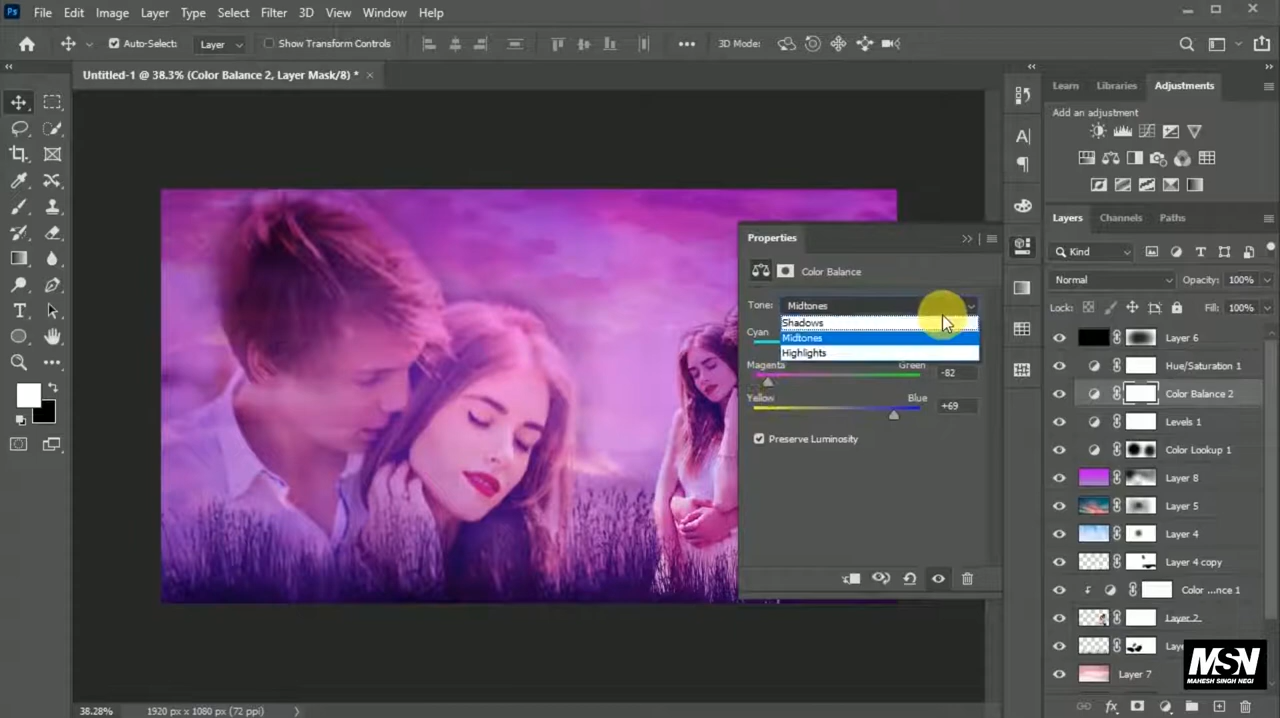 Ps File Edit Image Layer Type Select Filter 3D View Window Help
Auto-Select: Layer Show Transform Controls 3D Mode:
Untitled-1 @ 38.3% (Color Balance 2, Layer Mask/8) *
Learn Libraries Adjustments
Add an adjustment
Properties
Color Balance
Tone: Midtones
Shadows
Midtones
Highlights
Cyan
Magenta Green -82
Yellow Blue +69
Preserve Luminosity
Layers Channels Paths
Kind
Normal Opacity: 100%
Lock: Fill: 100%
Layer 6
Hue/Saturation 1
Color Balance 2
Levels 1
Color Lookup 1
Layer 8
Layer 5
Layer 4
Layer 4 copy
Color ...nce 1
Layer 2
Layer 7
MSN
MAHESH SINGH NEGI
38.28% 1920 px x 1080 px (72 ppi)